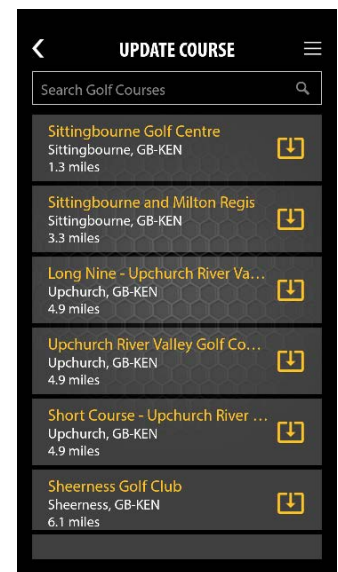 UPDATE COURSE
Search Golf Courses
Sittingbourne Golf Centre
Sittingbourne, GB-KEN
1.3 miles
Sittingbourne and Milton Regis
Sittingbourne, GB-KEN
3.3 miles
Long Nine - Upchurch River Va...
Upchurch, GB-KEN
4.9 miles
Upchurch River Valley Golf Co...
Upchurch, GB-KEN
4.9 miles
Short Course - Upchurch River ...
Upchurch, GB-KEN
4.9 miles
Sheerness Golf Club
Sheerness, GB-KEN
6.1 miles